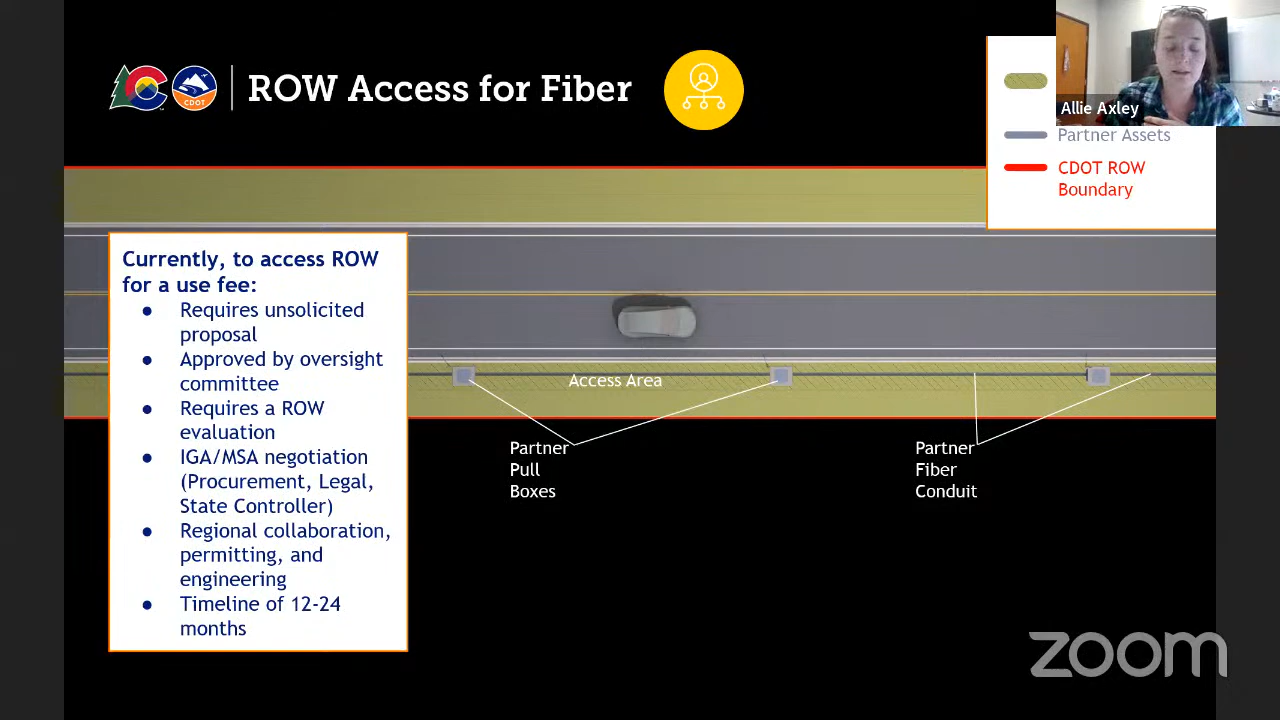 CDOT
ROW Access for Fiber
Allie Axley
Partner Assets
CDOT ROW
Boundary
Currently, to access ROW
for a use fee:
● Requires unsolicited
proposal
● Approved by oversight
committee
● Requires a ROW
evaluation
● IGA/MSA negotiation
(Procurement, Legal,
State Controller)
● Regional collaboration,
permitting, and
engineering
● Timeline of 12-24
months
Access Area
Partner
Pull
Boxes
Partner
Fiber
Conduit
zoom